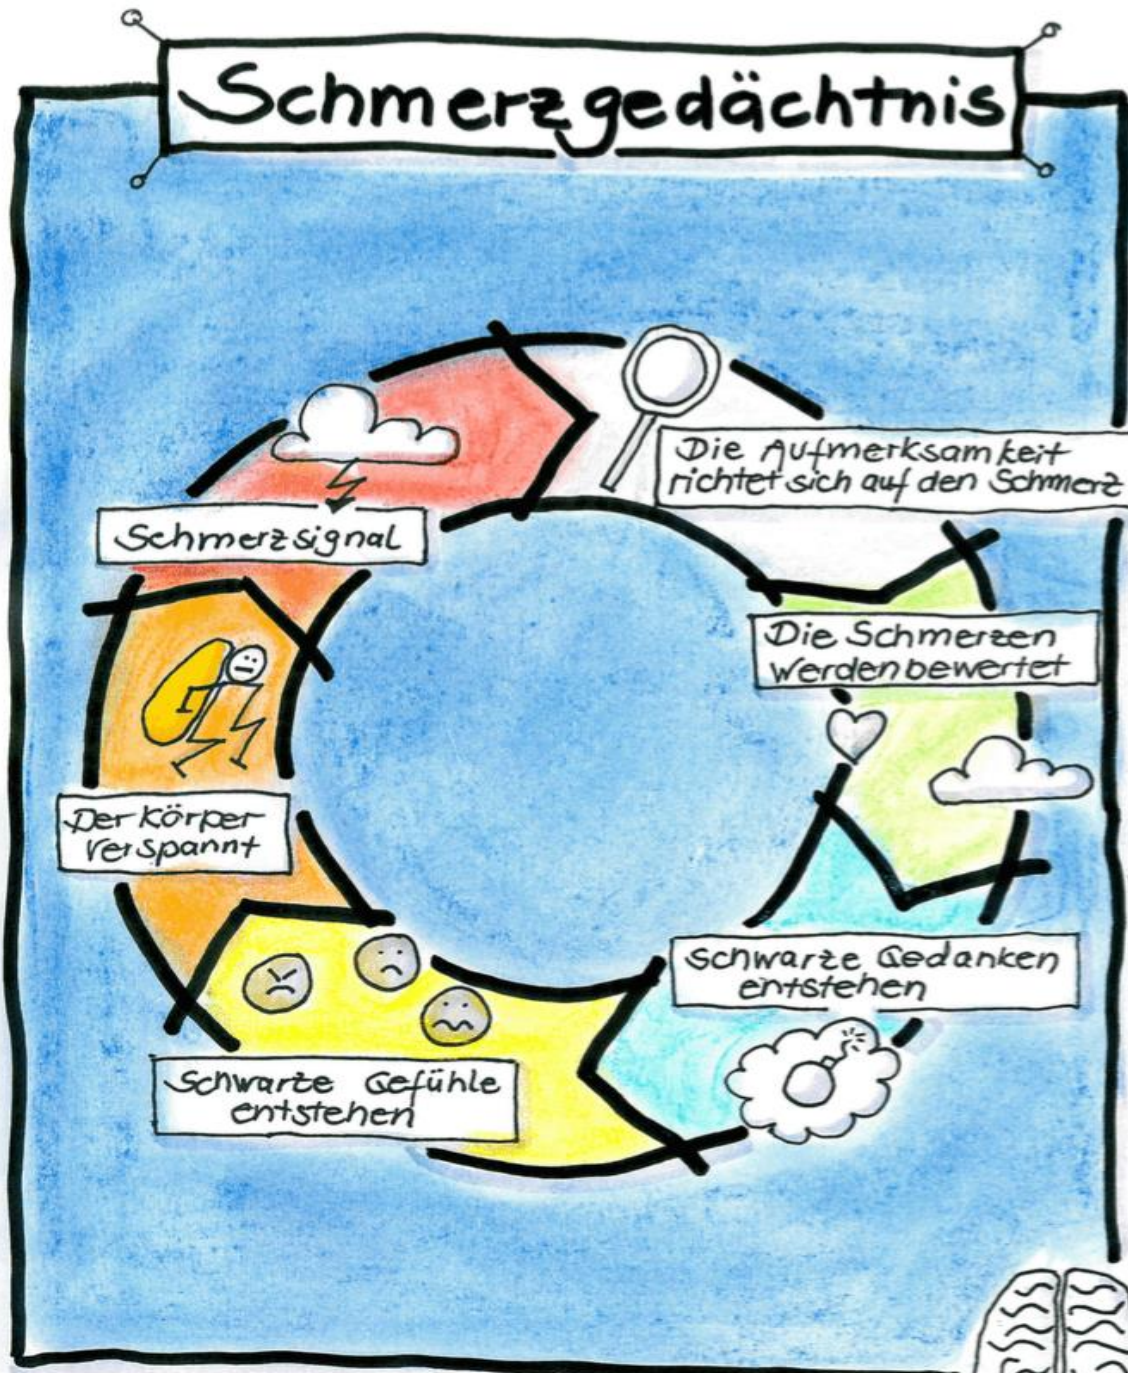 Schmerzgedächtnis
Schmerzsignal
Die Aufmerksamkeit
richtet sich auf den Schmerz
Die Schmerzen
werden bewertet
Schwarze Gedanken
entstehen
Schwarze Gefühle
entstehen
Der Körper
verspannt